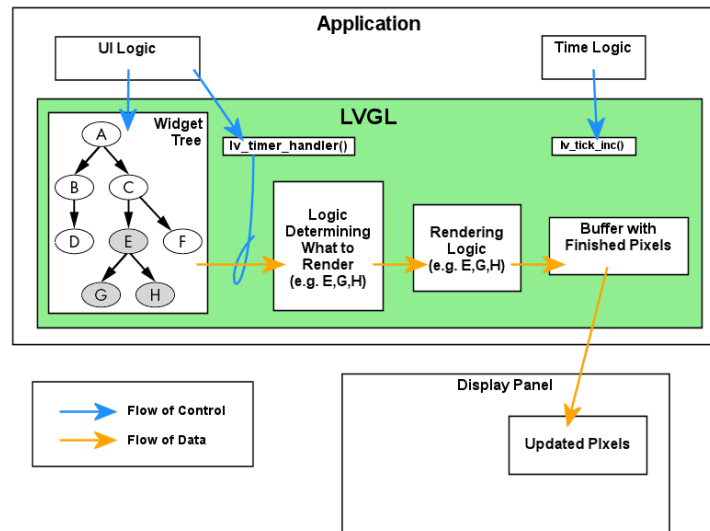 Application
UI Logic
Time Logic
LVGL
Widget
Tree
A
B
C
D
E
F
G
H
lv_timer_handler()
lv_tick_inc()
Logic
Determining
What to
Render
(e.g. E,G,H)
Rendering
Logic
(e.g. E,G,H)
Buffer with
Finished Pixels
Flow of Control
Flow of Data
Display Panel
Updated Pixels